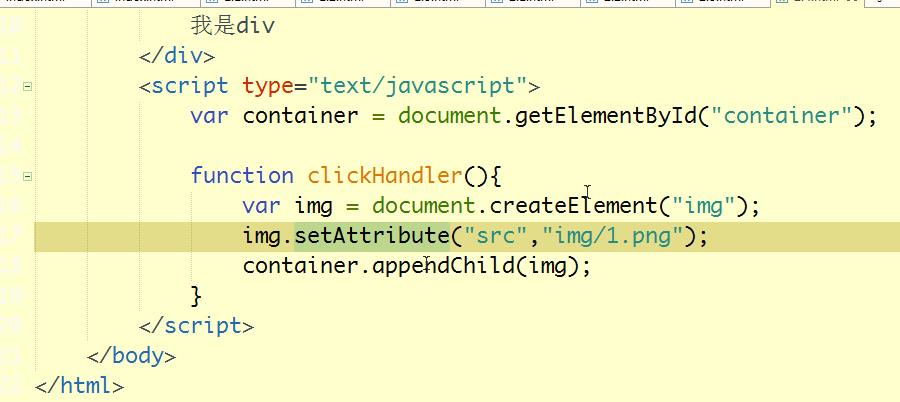 我是div
</div>
<script type="text/javascript">
var container = document.getElementById("container");
function clickHandler(){
var img = document.createElement("img");
img.setAttribute("src","img/1.png");
container.appendChild(img);
}
</script>
</body>
</html>